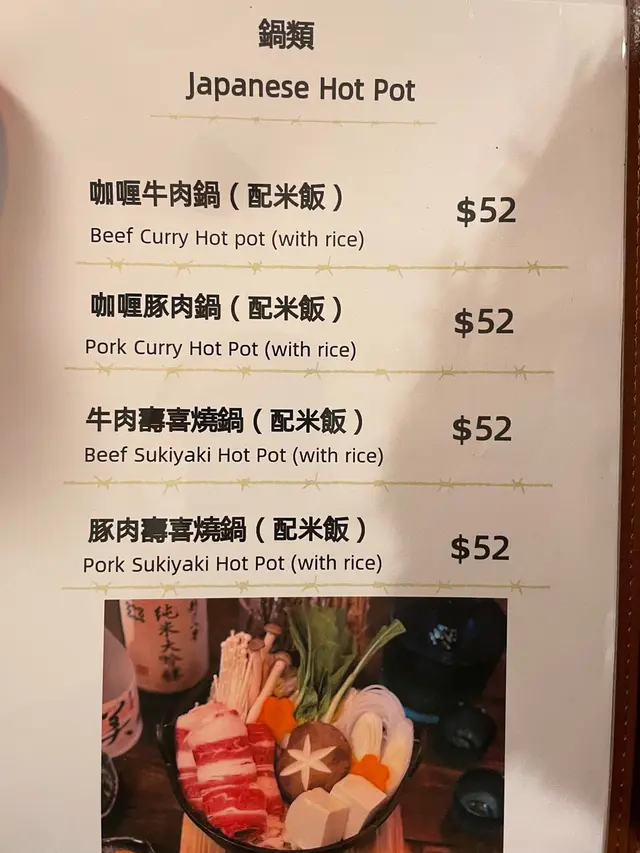 鍋類
Japanese Hot Pot
咖喱牛肉鍋（配米飯） $52
Beef Curry Hot pot (with rice)
咖喱豚肉鍋（配米飯） $52
Pork Curry Hot Pot (with rice)
牛肉壽喜燒鍋（配米飯） $52
Beef Sukiyaki Hot Pot (with rice)
豚肉壽喜燒鍋（配米飯） $52
Pork Sukiyaki Hot Pot (with rice)
純米大吟醸
美